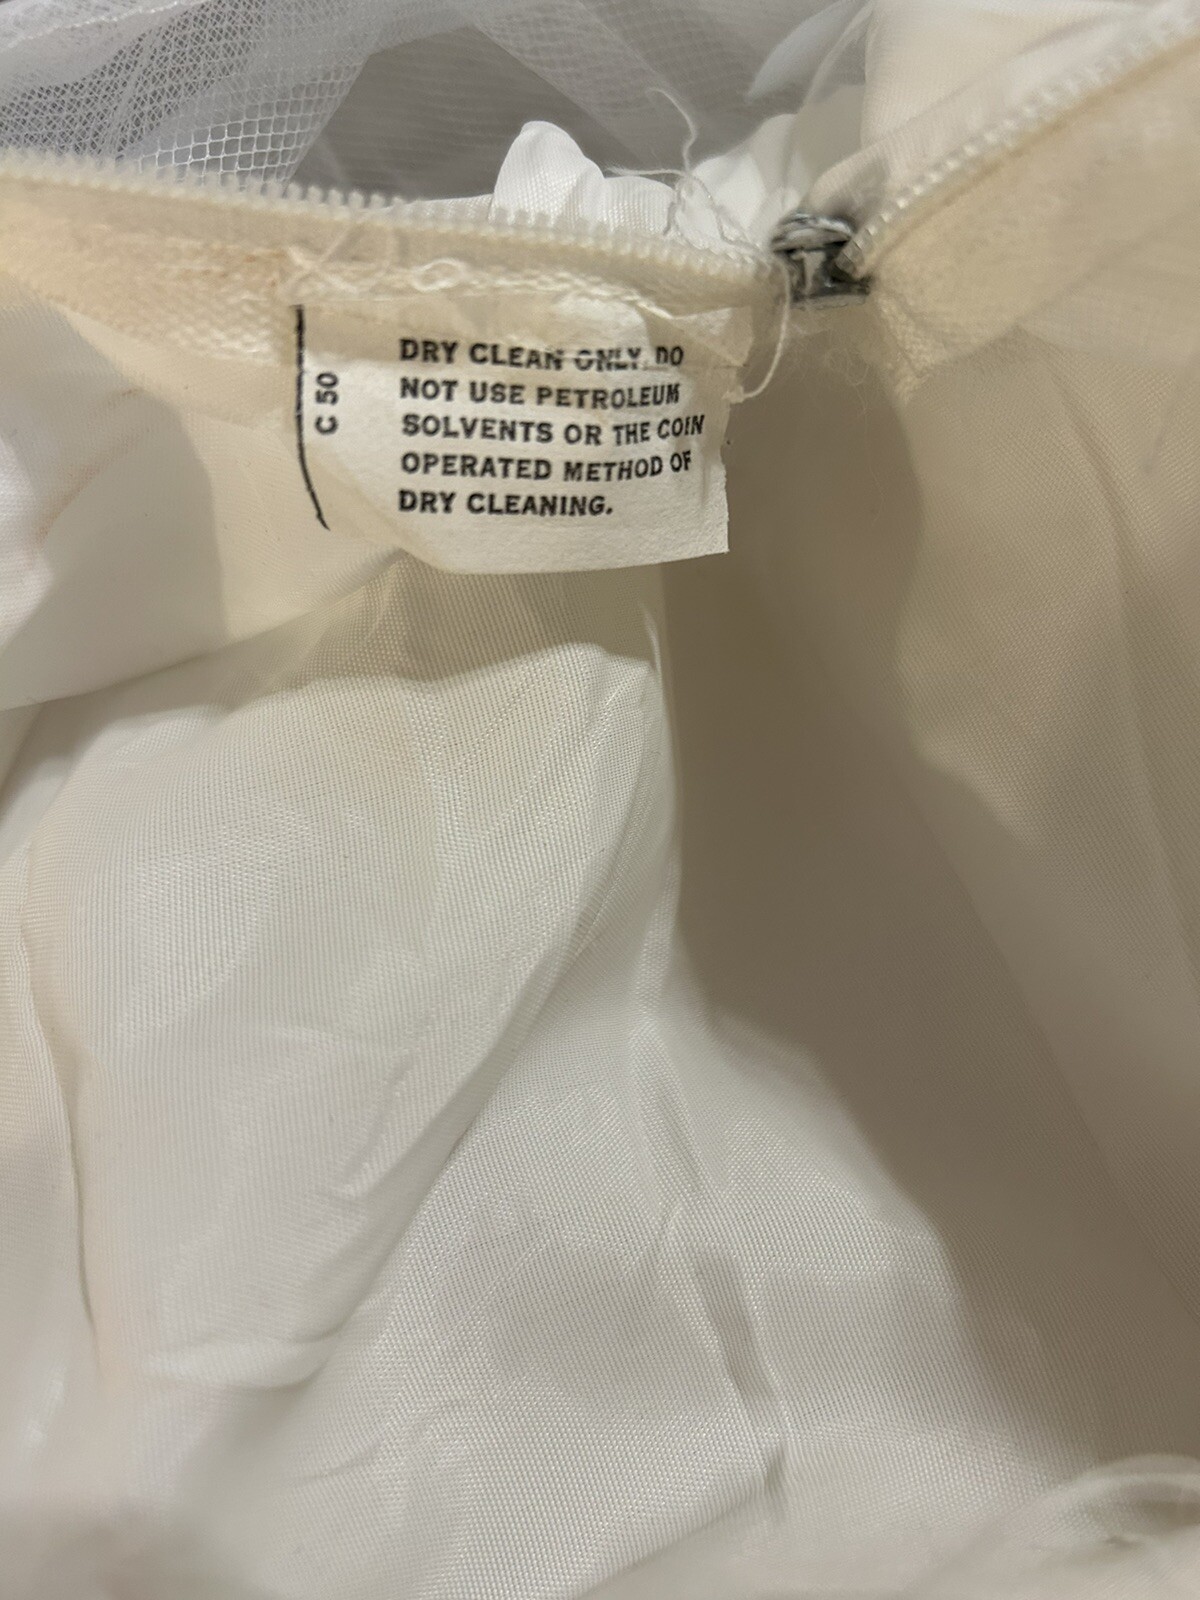 C 50
DRY CLEAN ONLY. DO
NOT USE PETROLEUM
SOLVENTS OR THE COIN
OPERATED METHOD OF
DRY CLEANING.